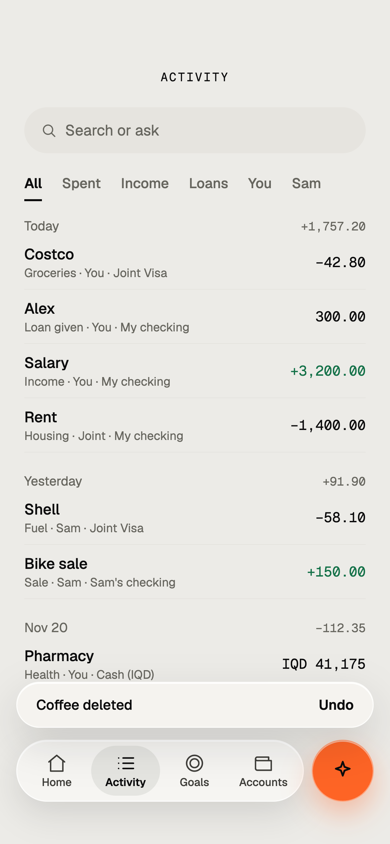 ACTIVITY
Search or ask
All Spent Income Loans You Sam
Today +1,757.20
Costco −42.80
Groceries · You · Joint Visa
Alex 300.00
Loan given · You · My checking
Salary +3,200.00
Income · You · My checking
Rent −1,400.00
Housing · Joint · My checking
Yesterday +91.90
Shell −58.10
Fuel · Sam · Joint Visa
Bike sale +150.00
Sale · Sam · Sam's checking
Nov 20 −112.35
Pharmacy IQD 41,175
Health · You · Cash (IQD)
Coffee deleted Undo
Home Activity Goals Accounts